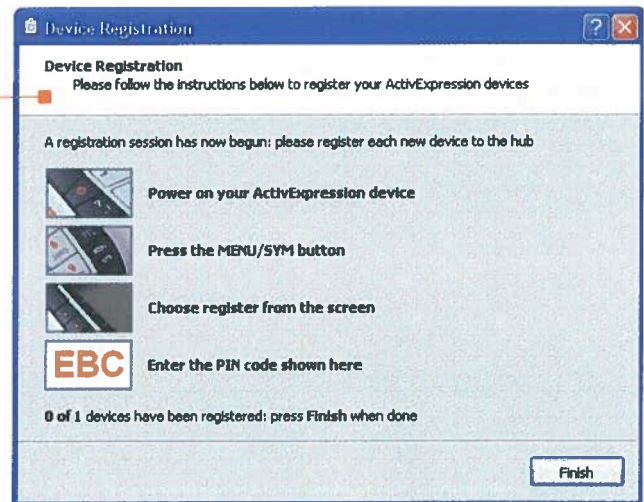 Device Registration
Device Registration
Please follow the instructions below to register your ActivExpression devices
A registration session has now begun: please register each new device to the hub
Power on your ActivExpression device
Press the MENU/SYM button
Choose register from the screen
EBC
Enter the PIN code shown here
0 of 1 devices have been registered: press Finish when done
Finish